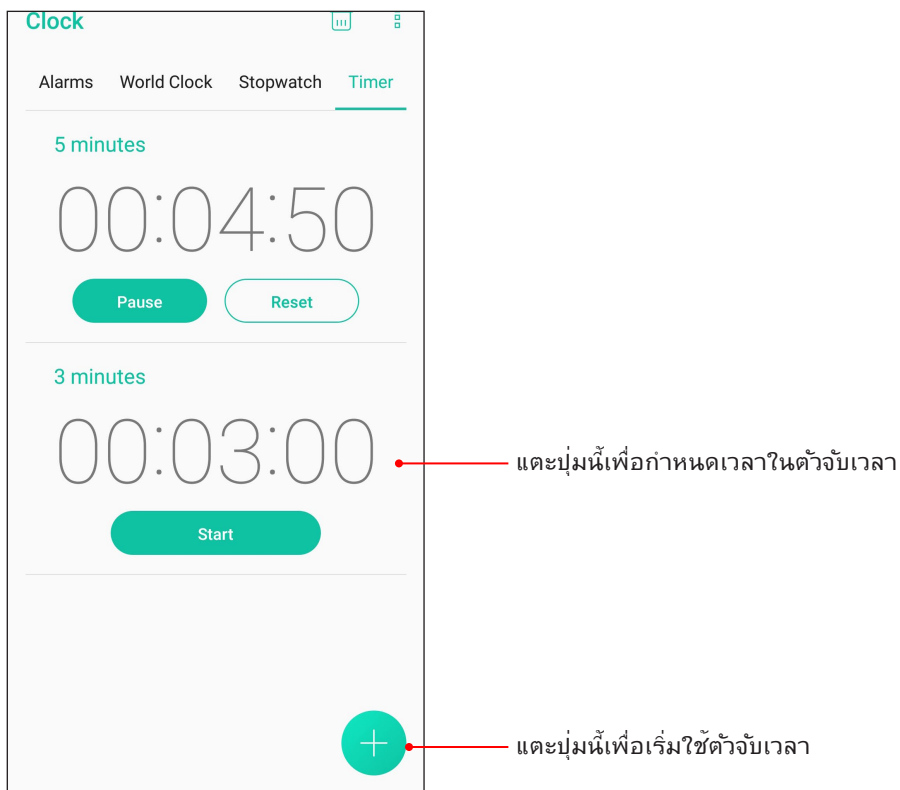 Clock
Alarms World Clock Stopwatch Timer
5 minutes
00:04:50
Pause Reset
3 minutes
00:03:00
แตะปุ่มนี้เพื่อกำหนดเวลาในตัวจับเวลา
Start
แตะปุ่มนี้เพื่อเริ่มใช้ตัวจับเวลา